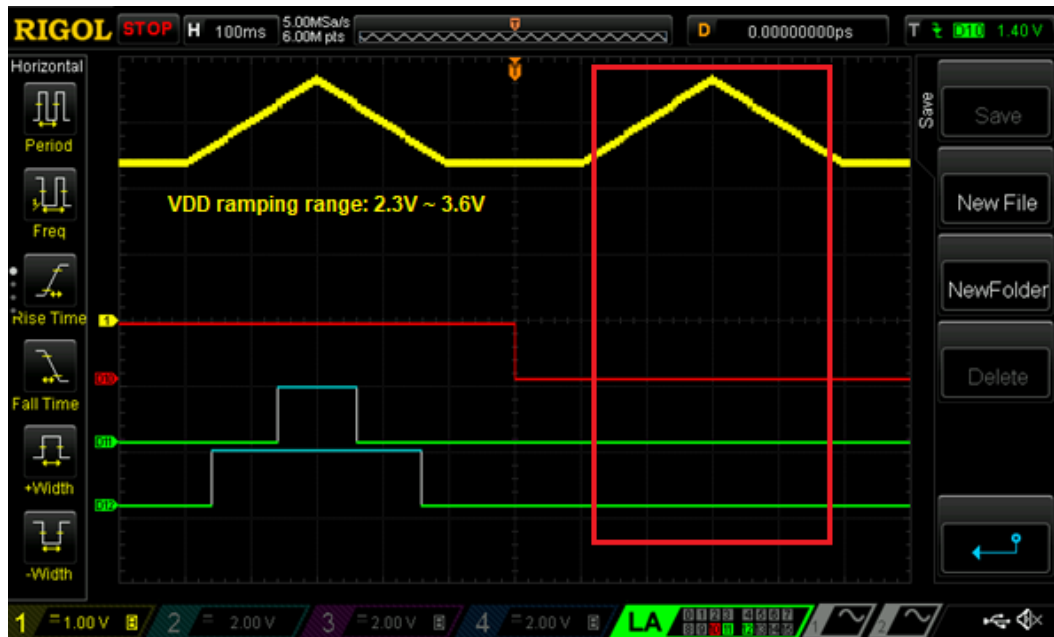 RIGOL STOP H 100ms 5.00MSa/s 6.00M pts D 0.00000000ps T D10 1.40 V
Horizontal
Period
Freq
Rise Time
Fall Time
+Width
-Width
T
VDD ramping range: 2.3V ~ 3.6V
1
D10
D11
D12
Save
Save
New File
NewFolder
Delete
1 = 1.00 V B 2 = 2.00 V 3 = 2.00 V B 4 = 2.00 V B LA 1 2